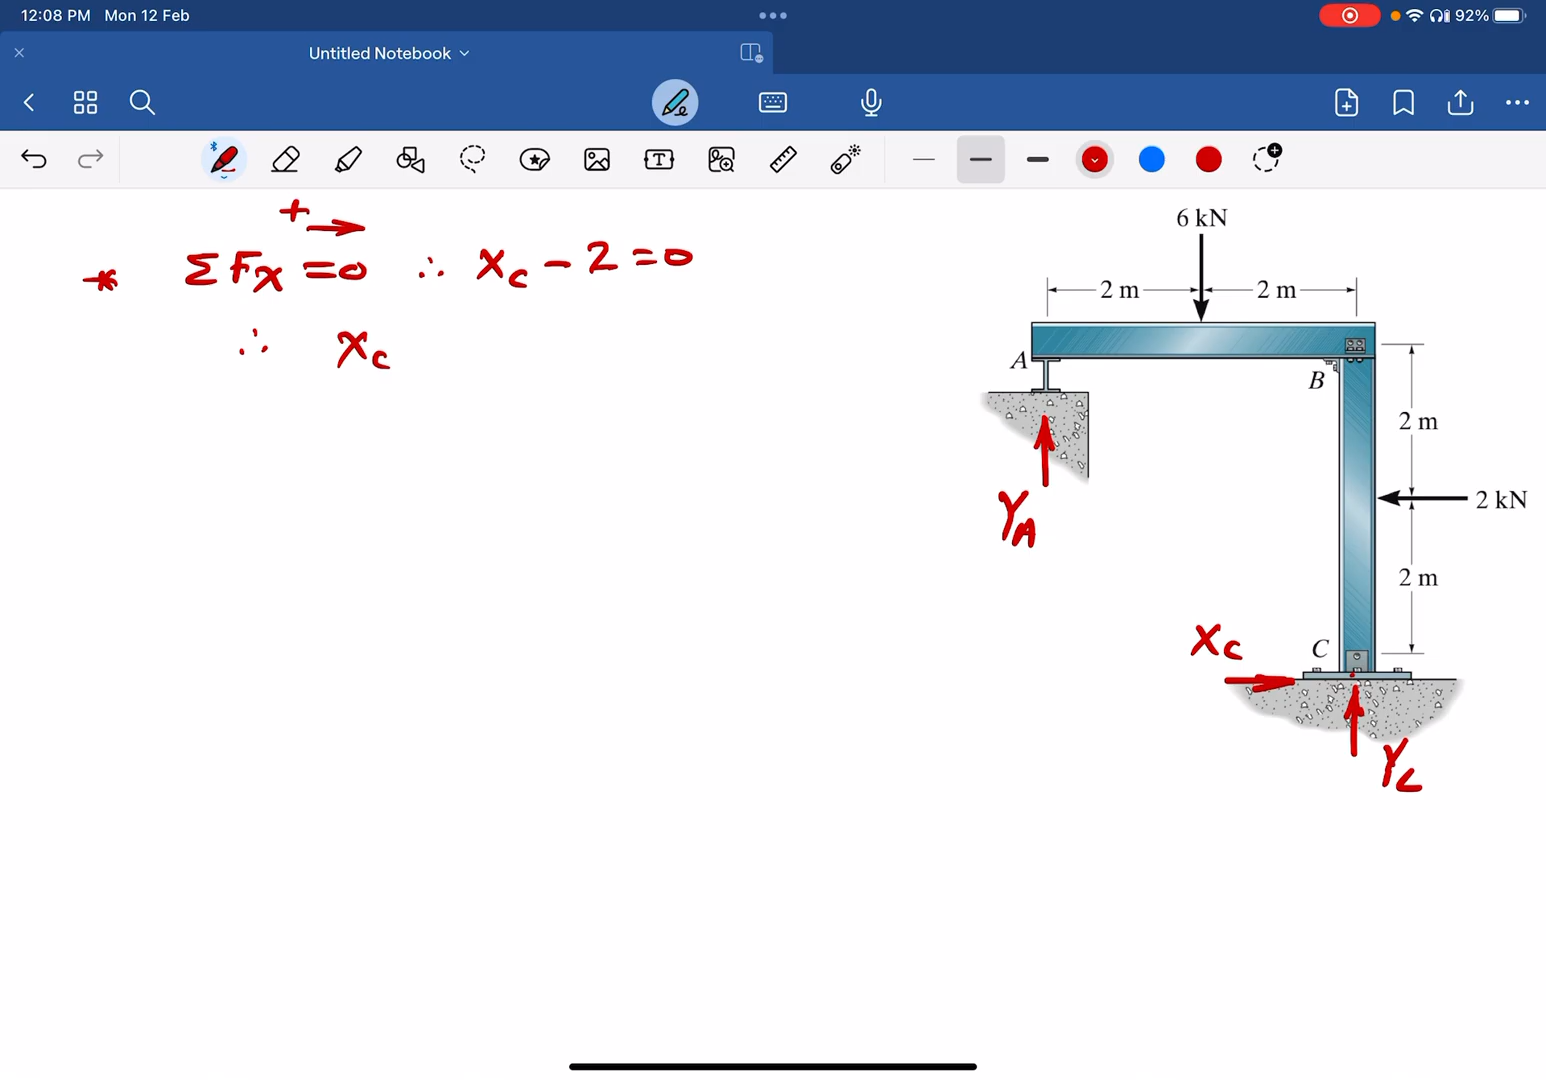 12:08 PM Mon 12 Feb
92%
Untitled Notebook
T
+
* ΣFx = 0 ∴ Xc - 2 = 0
∴ Xc
6 kN
2 m 2 m
A
B
2 m
YA
2 kN
2 m
Xc
C
Yc